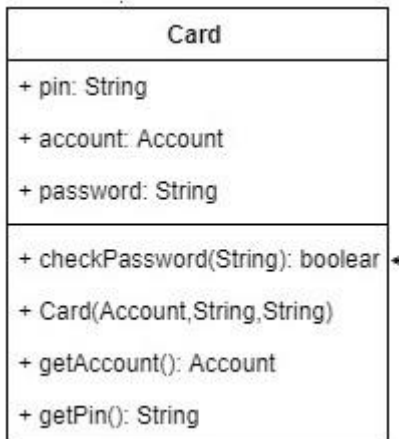 Card
+ pin: String
+ account: Account
+ password: String
+ checkPassword(String): boolear
+ Card(Account,String,String)
+ getAccount(): Account
+ getPin(): String